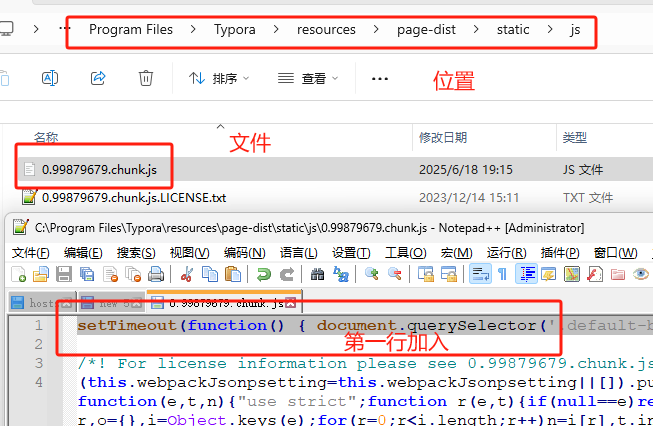 Program Files > Typora > resources > page-dist > static > js
排序
查看
位置
名称
修改日期
类型
文件
0.99879679.chunk.js
2025/6/18 19:15
JS 文件
0.99879679.chunk.js.LICENSE.txt
2023/12/14 15:11
TXT 文件
C:\Program Files\Typora\resources\page-dist\static\js\0.99879679.chunk.js - Notepad++ [Administrator]
文件(F) 编辑(E) 搜索(S) 视图(V) 编码(N) 语言(L) 设置(T) 工具(O) 宏(M) 运行(R) 插件(P) 窗口(W)
hosts new 5 0.99879679.chunk.js
1 setTimeout(function() { document.querySelector('.default-b
第一行加入
2
3 /*! For license information please see 0.99879679.chunk.js
4 (this.webpackJsonpsetting=this.webpackJsonpsetting||[]).pu
function(e,t,n){"use strict";function r(e,t){if(null==e)re
r,o={},i=Object.keys(e);for(r=0;r<i.length;r++)n=i[r],t.in